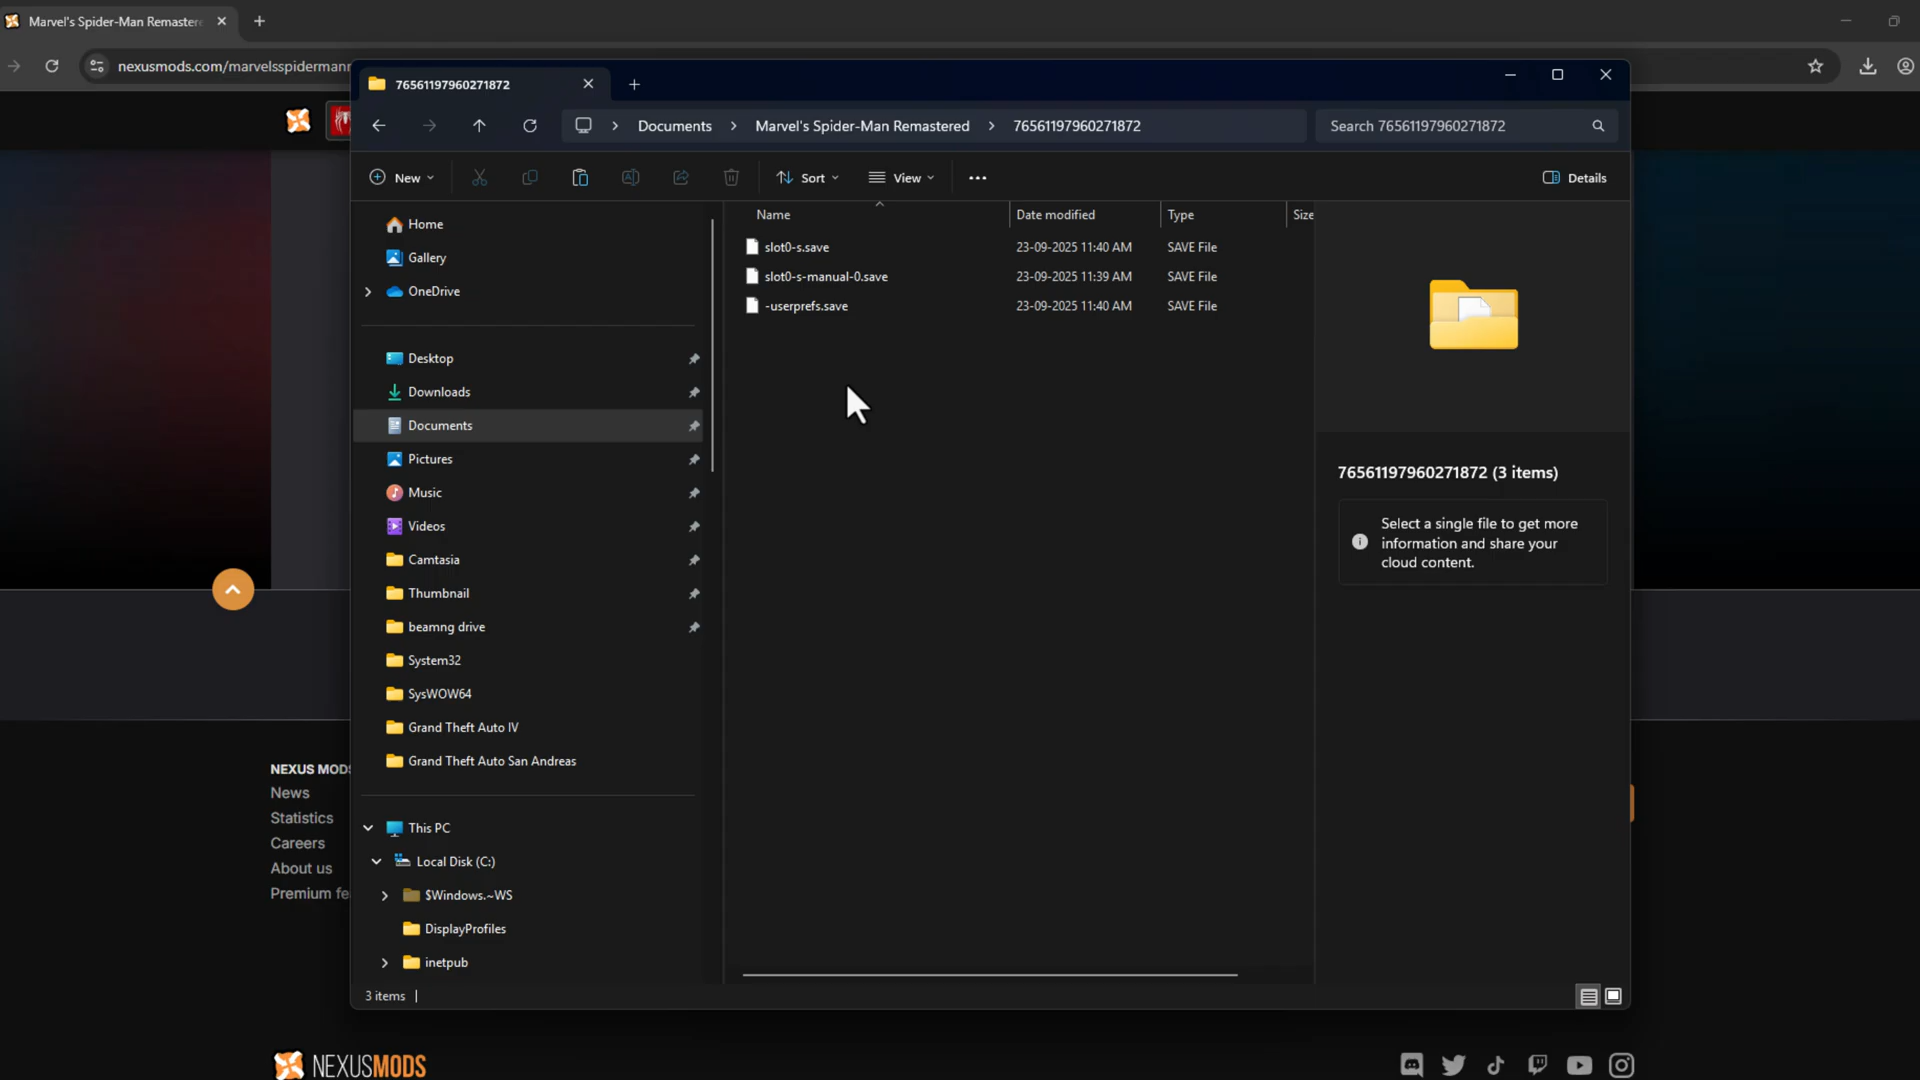 Marvel's Spider-Man Remastere
nexusmods.com/marvelsspidermanr
76561197960271872
Documents
Marvel's Spider-Man Remastered
76561197960271872
Search 76561197960271872
New
Sort
View
Details
Name
Date modified
Type
Size
slot0-s.save
23-09-2025 11:40 AM
SAVE File
slot0-s-manual-0.save
23-09-2025 11:39 AM
SAVE File
-userprefs.save
23-09-2025 11:40 AM
SAVE File
Home
Gallery
OneDrive
Desktop
Downloads
Documents
Pictures
Music
Videos
Camtasia
Thumbnail
beamng drive
System32
SysWOW64
Grand Theft Auto IV
Grand Theft Auto San Andreas
This PC
Local Disk (C:)
$Windows.~WS
DisplayProfiles
inetpub
76561197960271872 (3 items)
Select a single file to get more
information and share your
cloud content.
3 items
NEXUS MODS
News
Statistics
Careers
About us
Premium fe
NEXUSMODS